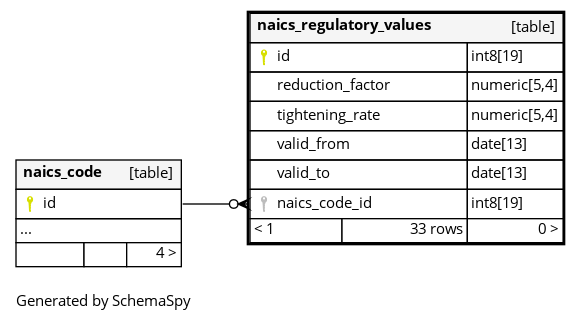 naics_regulatory_values [table]
id int8[19]
reduction_factor numeric[5,4]
tightening_rate numeric[5,4]
valid_from date[13]
valid_to date[13]
naics_code_id int8[19]
< 1 33 rows 0 >
naics_code [table]
id
...
4 >
Generated by SchemaSpy